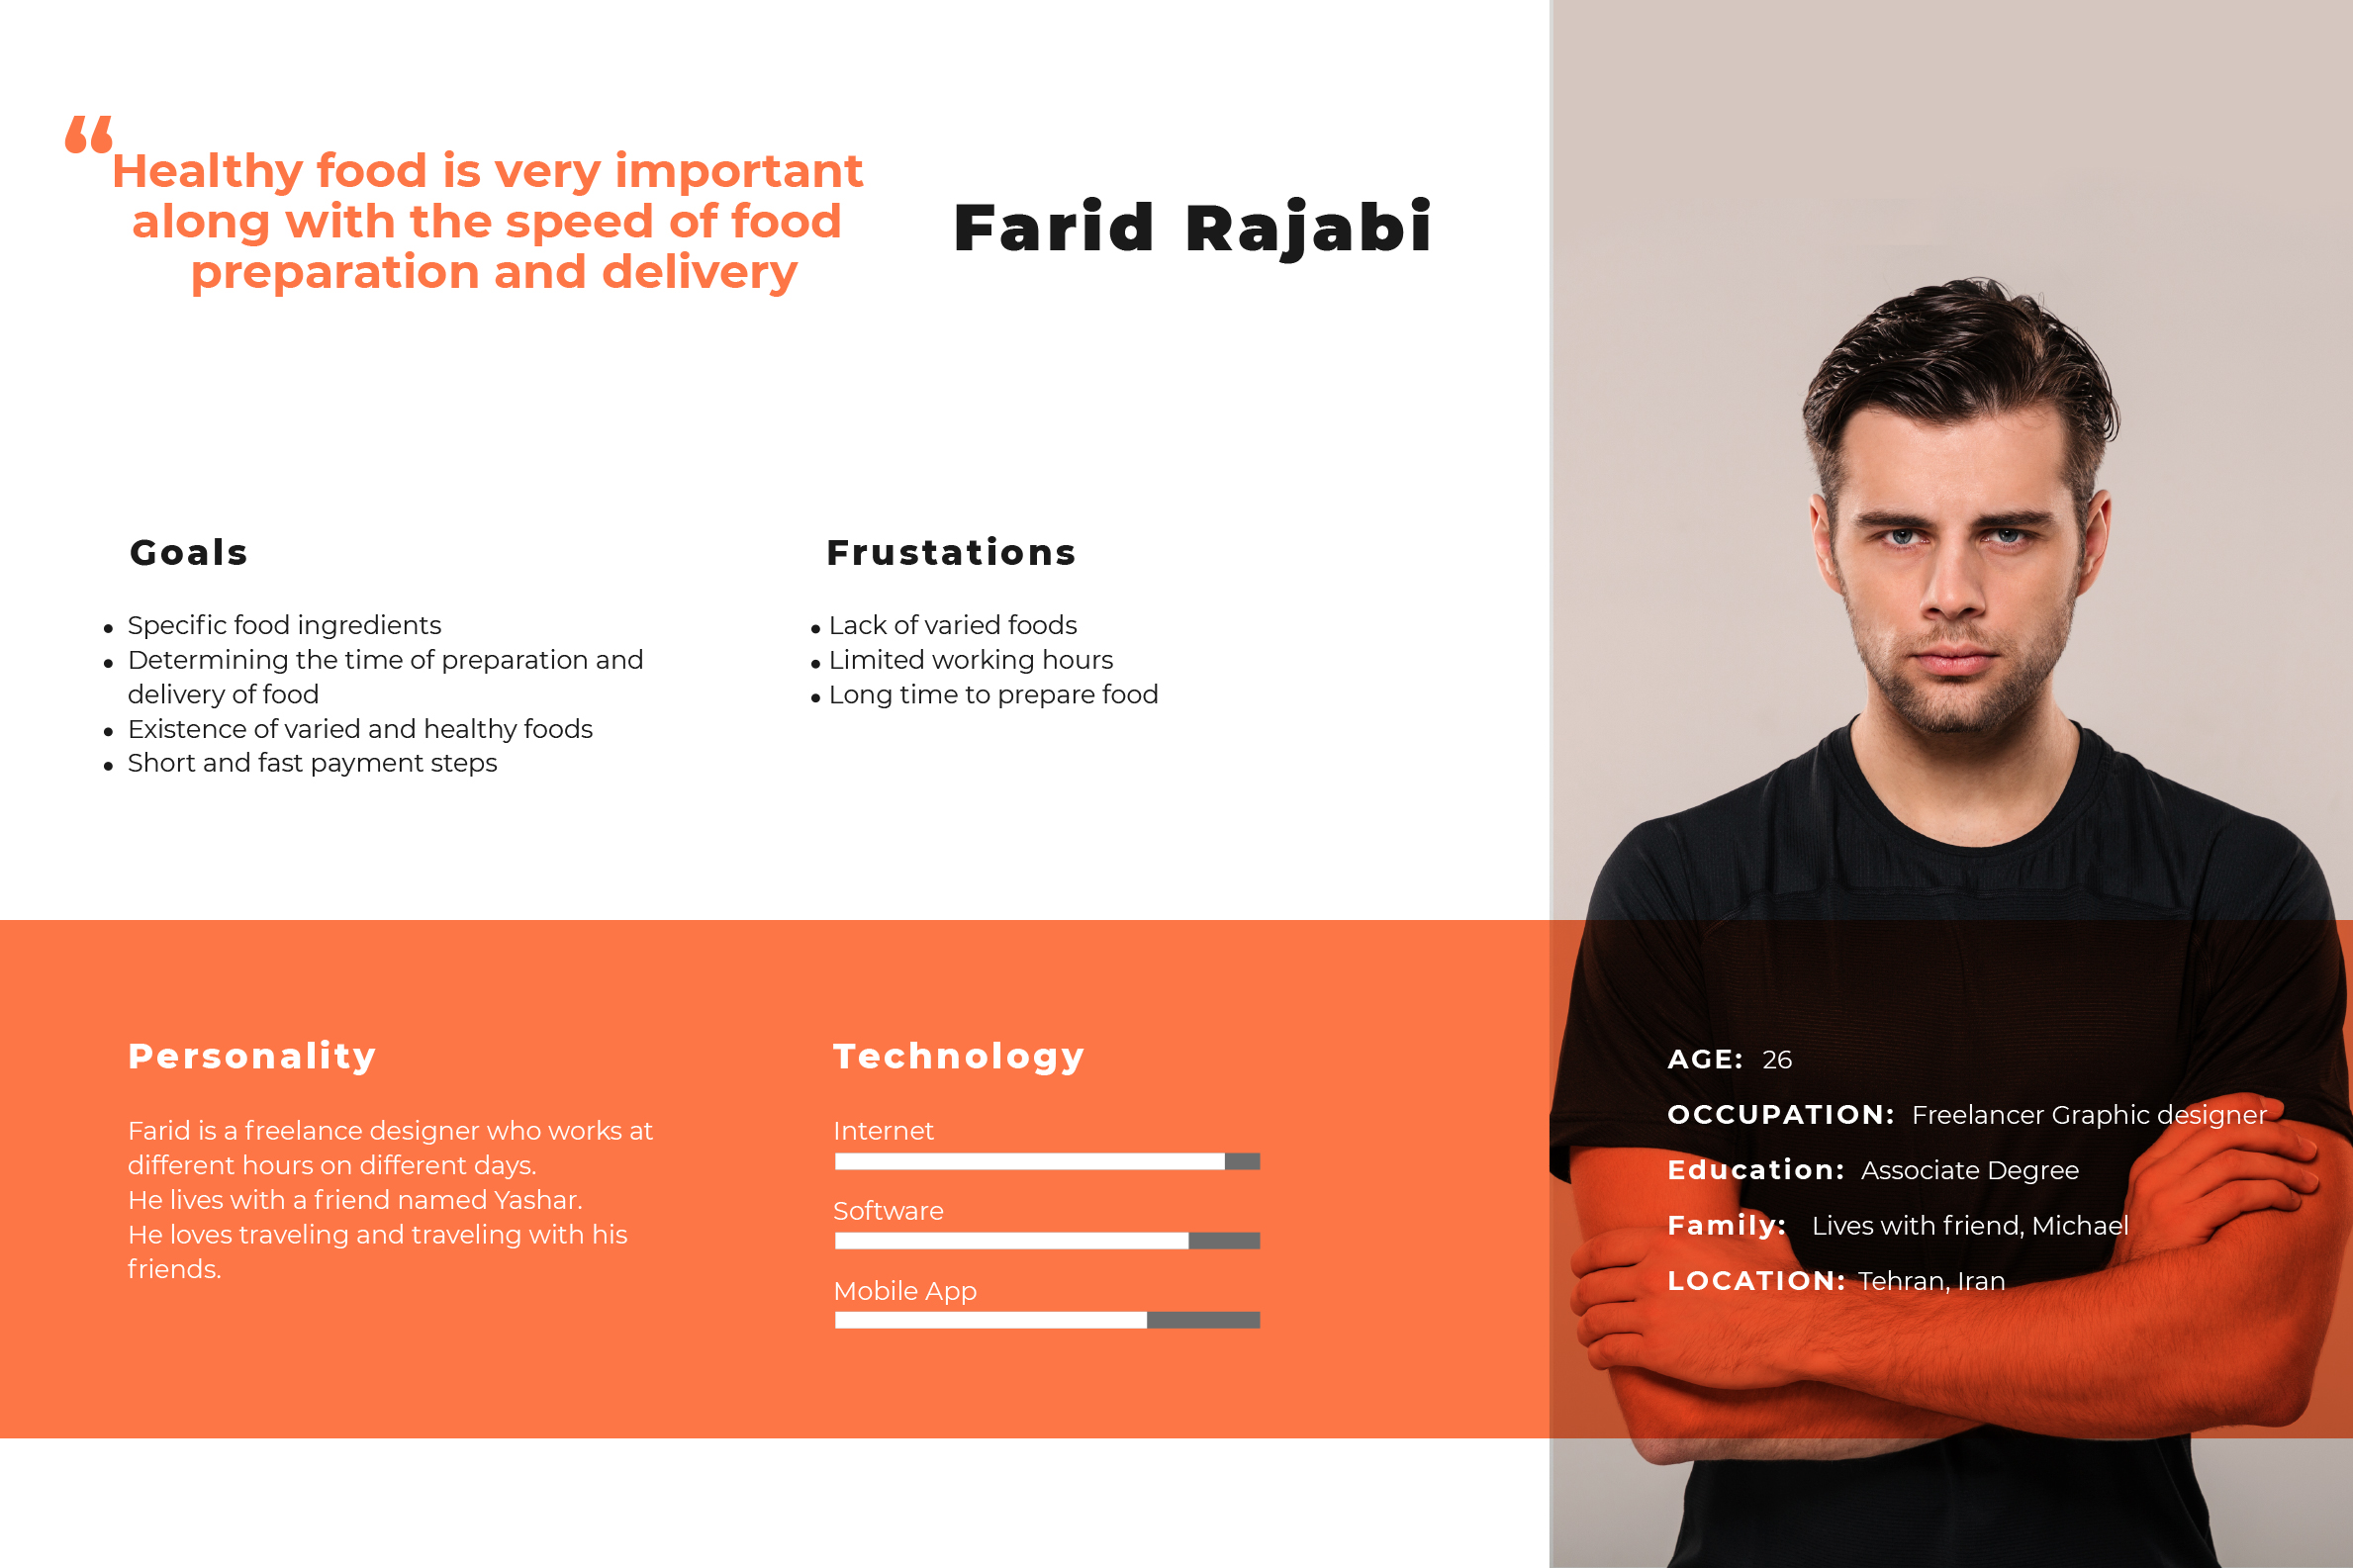 “Healthy food is very important
along with the speed of food
preparation and delivery
Farid Rajabi
Goals
• Specific food ingredients
• Determining the time of preparation and
delivery of food
• Existence of varied and healthy foods
• Short and fast payment steps
Frustations
• Lack of varied foods
• Limited working hours
• Long time to prepare food
Personality
Farid is a freelance designer who works at
different hours on different days.
He lives with a friend named Yashar.
He loves traveling and traveling with his
friends.
Technology
Internet
Software
Mobile App
AGE: 26
OCCUPATION: Freelancer Graphic designer
Education: Associate Degree
Family: Lives with friend, Michael
LOCATION: Tehran, Iran